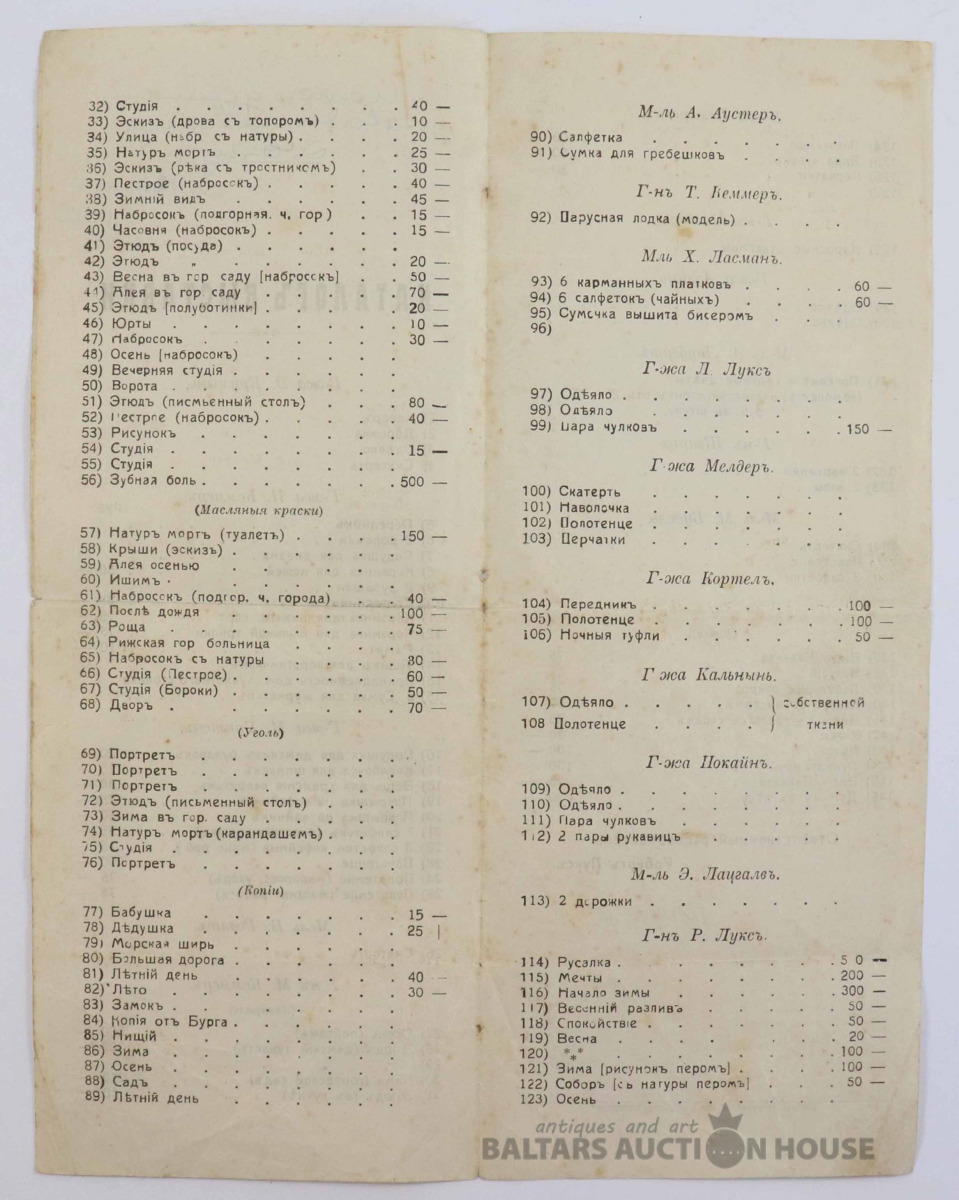 32) Студія . . . . . . . . 40 —
33) Эскиз (дрова съ топоромъ) . . . 10 —
34) Улица (набр съ натуры) . . . . 20 —
35) Натуръ мортъ . . . . . . 25 —
36) Эскизъ (рѣка съ тростникомъ) . . 30 —
37) Пестрое (набросокъ) . . . . . 40 —
38) Зимній видъ . . . . . . 45 —
39) Набросокъ (подгорная. ч. гор) . . 15 —
40) Часовня (набросокъ) . . . . . 15 —
41) Этюдъ (посуда) . . . . . .
42) Этюдъ „ . . . . . . 20 —
43) Весна въ гор саду [набросокъ] . . 50 —
44) Алея въ гор. саду . . . . . 70 —
45) Этюдъ [полуботинки] . . . . . 20 —
46) Юрты . . . . . . . . 10 —
47) Набросокъ . . . . . . . 30 —
48) Осень [набросокъ) . . . . .
49) Вечерняя студія . . . . . .
50) Ворота . . . . . . . .
51) Этюдъ (письменый столъ) . . . 80 —
52) Пестрое (набросокъ) . . . . . 40 —
53) Рисунокъ . . . . . . .
54) Студія . . . . . . . . 15 —
55) Студія . . . . . . . .
56) Зубная боль . . . . . . . 500 —
(Масляныя краски)
57) Натуръ мортъ (туалетъ) . . . . 150 —
58) Крыши (эскизъ) . . . . . .
59) Алея осенью . . . . . .
60) Ишимъ . . . . . . .
61) Набросокъ (подгор. ч. города) . . 40 —
62) Послѣ дождя . . . . . . 100 —
63) Роща . . . . . . . . 75 —
64) Рижская гор больница . . . .
65) Набросокъ съ натуры . . . . 30 —
66) Студія (Пестрое) . . . . . . 60 —
67) Студія (Бороки) . . . . . . 50 —
68) Дворъ . . . . . . . . 70 —
(Уголь)
69) Портретъ . . . . . . .
70) Портретъ . . . . . . .
71) Портретъ . . . . . . .
72) Этюдъ (письменный столъ) . . .
73) Зима въ гор. саду . . . . .
74) Натуръ мортъ (карандашемъ) . . .
75) Студія . . . . . . . .
76) Портретъ . . . . . . .
(Копіи)
77) Бабушка . . . . . . . 15 —
78) Дѣдушка . . . . . . . 25 |
79) Морская ширь . . . . . .
80) Большая дорога . . . . . .
81) Лѣтній день . . . . . . 40 —
82) Лѣто . . . . . . . . 30 —
83) Замокъ . . . . . . . .
84) Копія отъ Бурга . . . . . .
85) Нищій . . . . . . . .
86) Зима . . . . . . . .
87) Осень . . . . . . . .
88) Садъ . . . . . . . .
89) Лѣтній день . . . . . .
М-ль А. Аустеръ.
90) Салфетка . . . . .
91) Сумка для гребешковъ . . . .
Г-нъ Т. Кеммеръ.
92) Парусная лодка (модель) . . . .
Мль Х. Ласманъ.
93) 6 карманныхъ платковъ . . . . 60 —
94) 6 салфетокъ (чайныхъ) . . . . 60 —
95) Сумочка вышита бисеромъ . . .
96)
Г-жа Л. Луксъ
97) Одѣяло . . . . . . . .
98) Одѣяло . . . . . . .
99) Пара чулковъ . . . . . . 150 —
Г-жа Мелдеръ.
100) Скатерть . . . . . . .
101) Наволочка . . . . . . .
102) Полотенце . . . . . . .
103) Перчатки . . . . . . .
Г-жа Кортелъ.
104) Передникъ . . . . . . . 100 —
105) Полотенце . . . . . . . 100 —
106) Ночныя туфли . . . . . . 50 —
Г жа Кальнынь.
107) Одѣяло . . . . . } собственной
108 Полотенце . . . . } ткани
Г-жа Покайнъ.
109) Одѣяло . . . . . . . .
110) Одѣяло . . . . . . . .
111) Пара чулковъ . . . . . .
112) 2 пары рукавицъ . . . . .
М-ль Э. Лацгалвъ.
113) 2 дорожки . . . . . . .
Г-нъ Р. Луксъ.
114) Русалка . . . . . . . 5 0 —
115) Мечты . . . . . . . . 200 —
116) Начало зимы . . . . . . 300 —
117) Весенній разливъ . . . . . 50 —
118) Спокойствіе . . . . . . . 50 —
119) Весна . . . . . . . . 20 —
120) *** . . . . . . . . 100 —
121) Зима [рисунокъ перомъ] . . . . 100 —
122) Соборъ [съ натуры перомъ] . . . 50 —
123) Осень . . . . . . . .
antiques and art
BALTARS AUCTION HOUSE